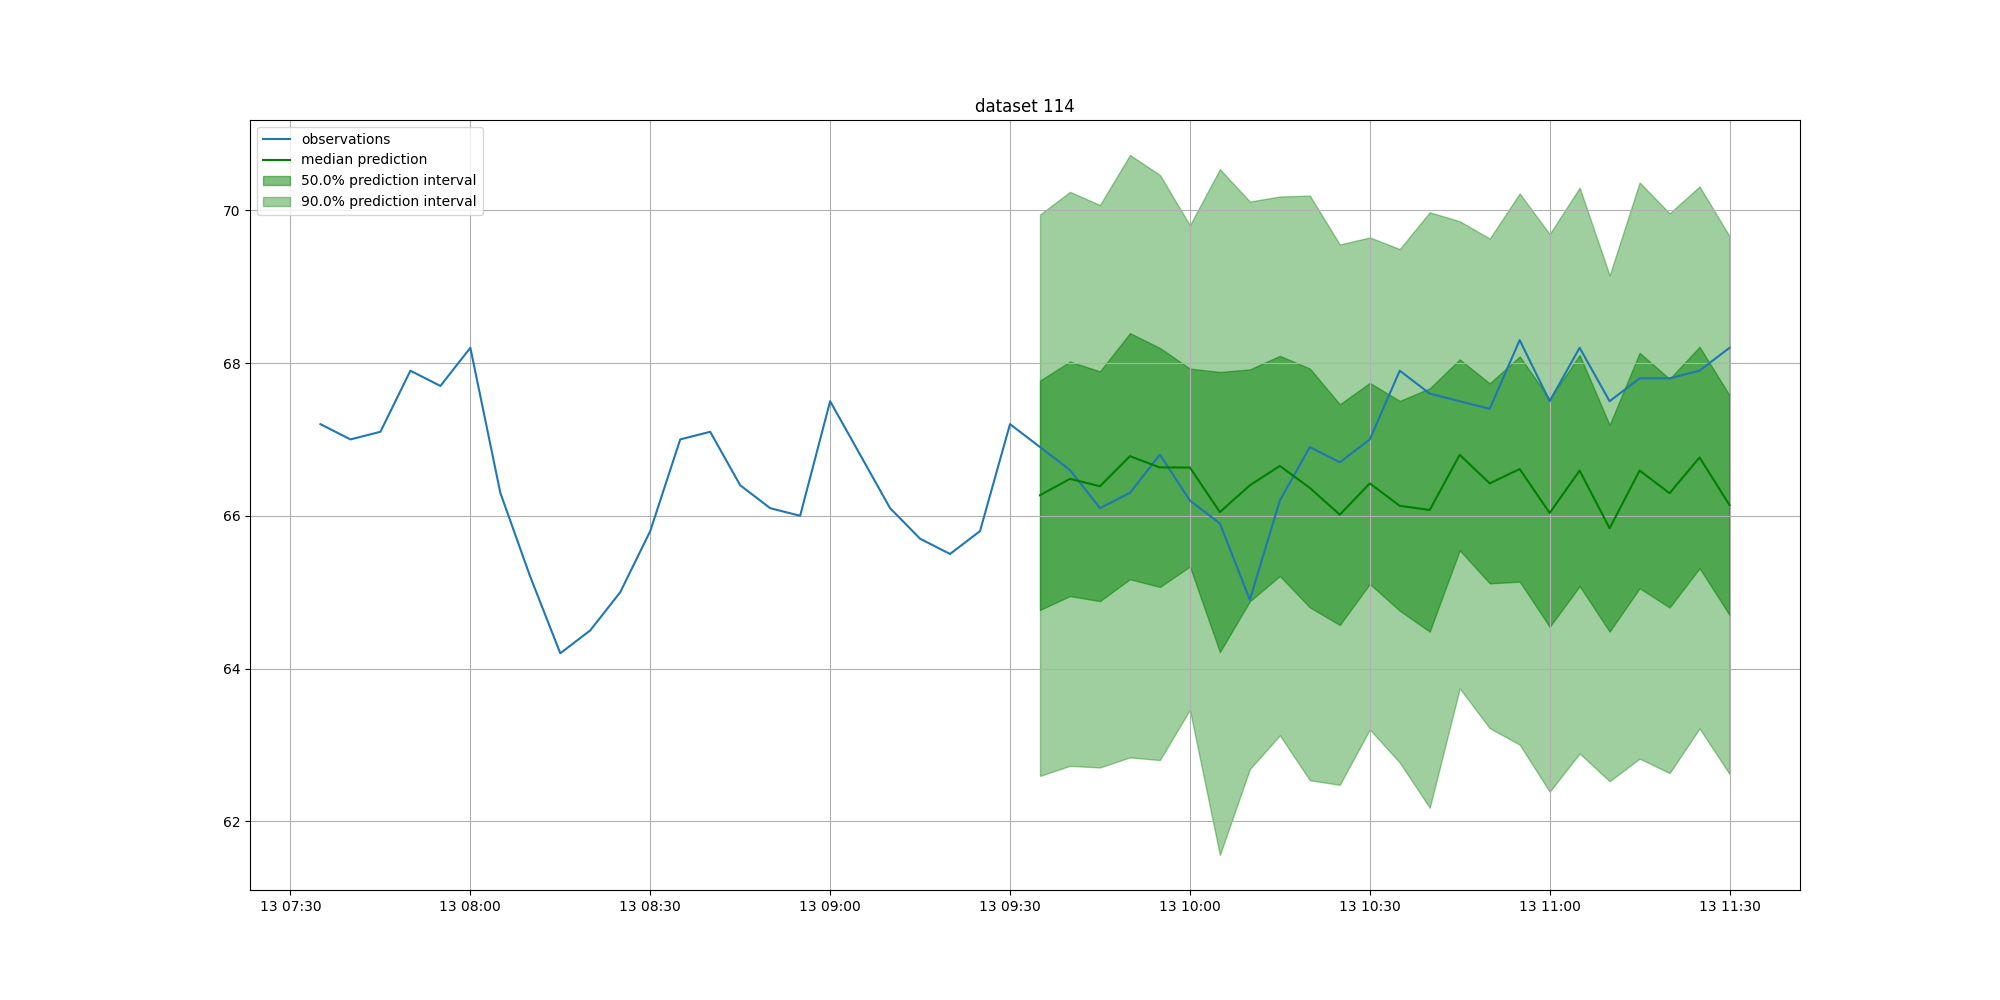 dataset 114
observations
median prediction
50.0% prediction interval
90.0% prediction interval
70
68
66
64
62
13 07:30 13 08:00 13 08:30 13 09:00 13 09:30 13 10:00 13 10:30 13 11:00 13 11:30